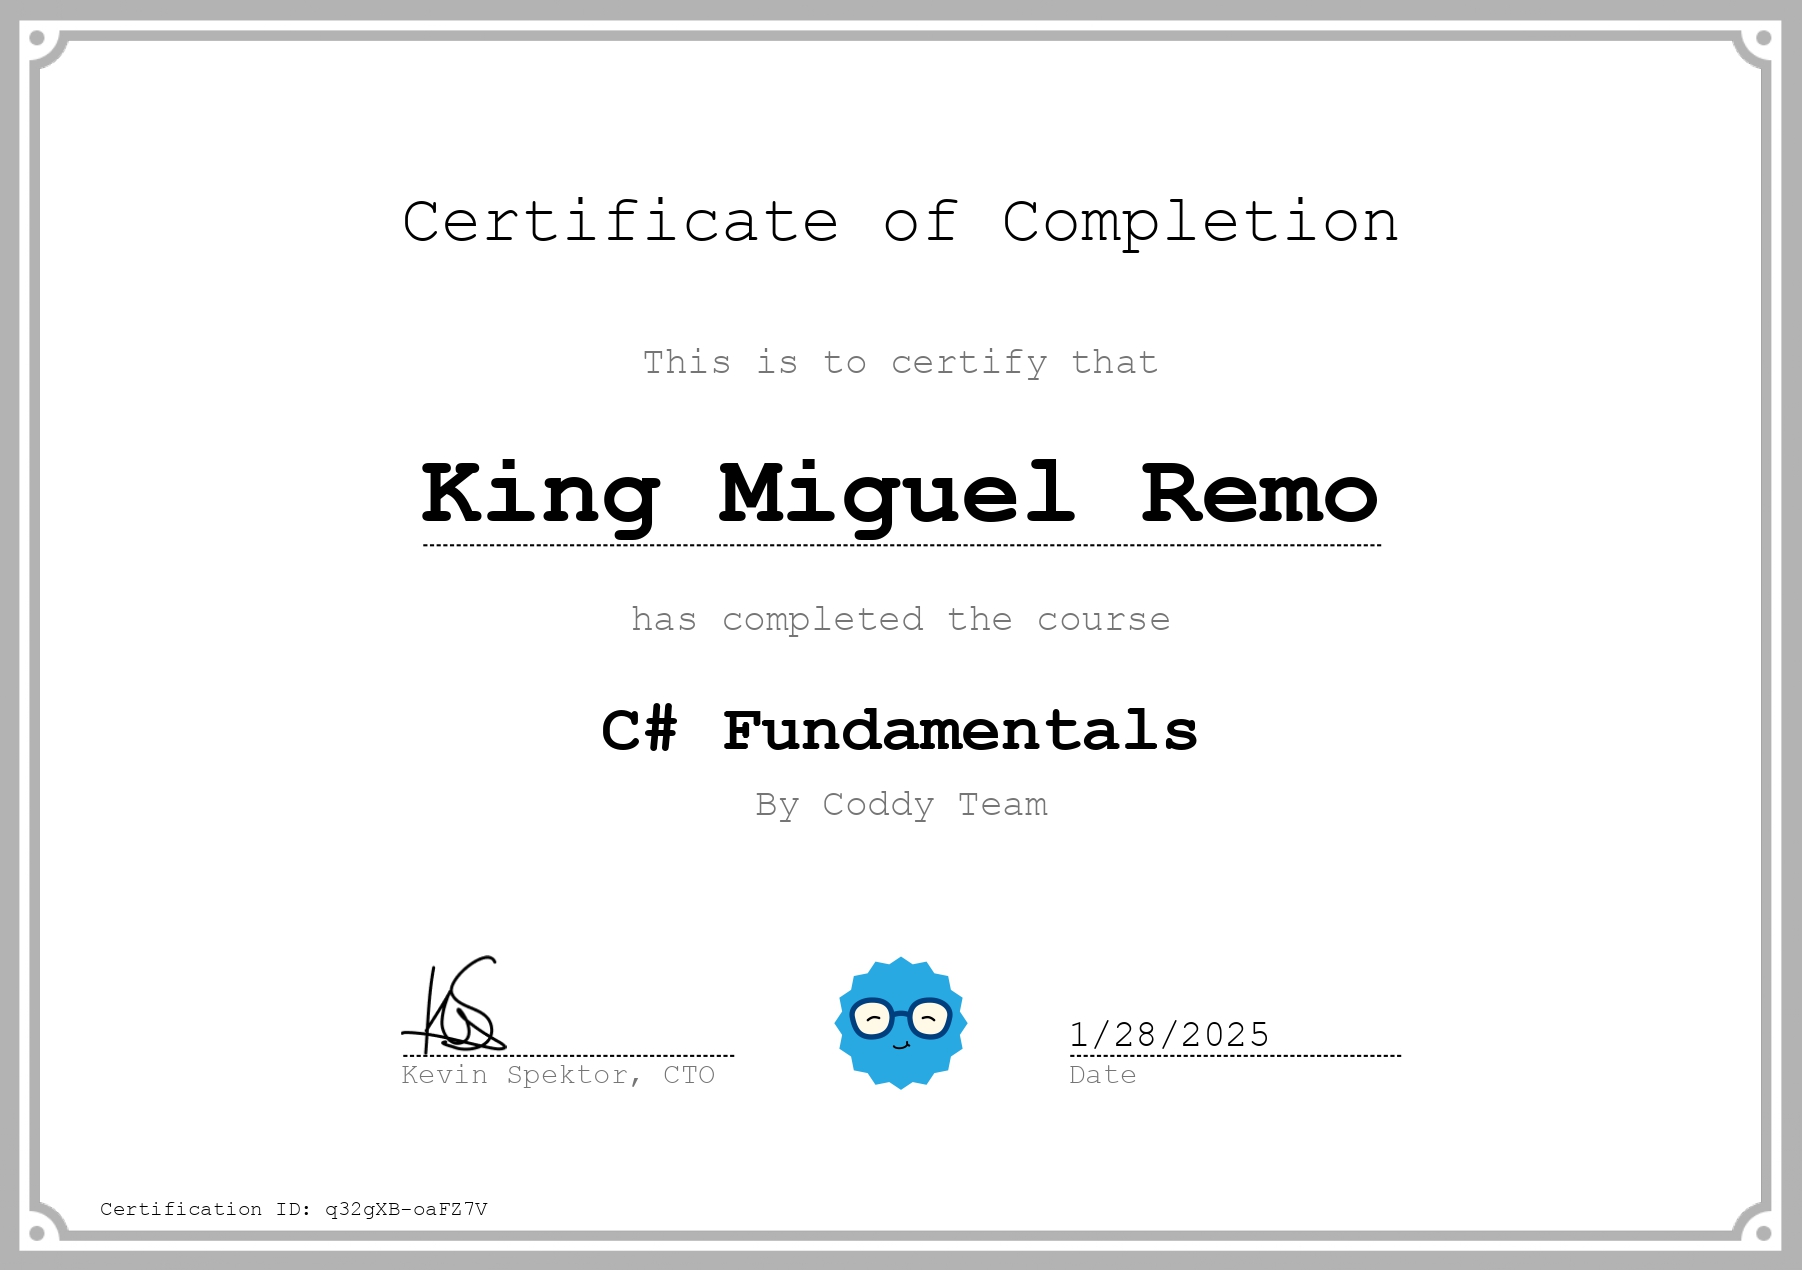 Certificate of Completion
This is to certify that
King Miguel Remo
has completed the course
C# Fundamentals
By Coddy Team
1/28/2025
Kevin Spektor, CTO
Date
Certification ID: q32gXB-oaFZ7V